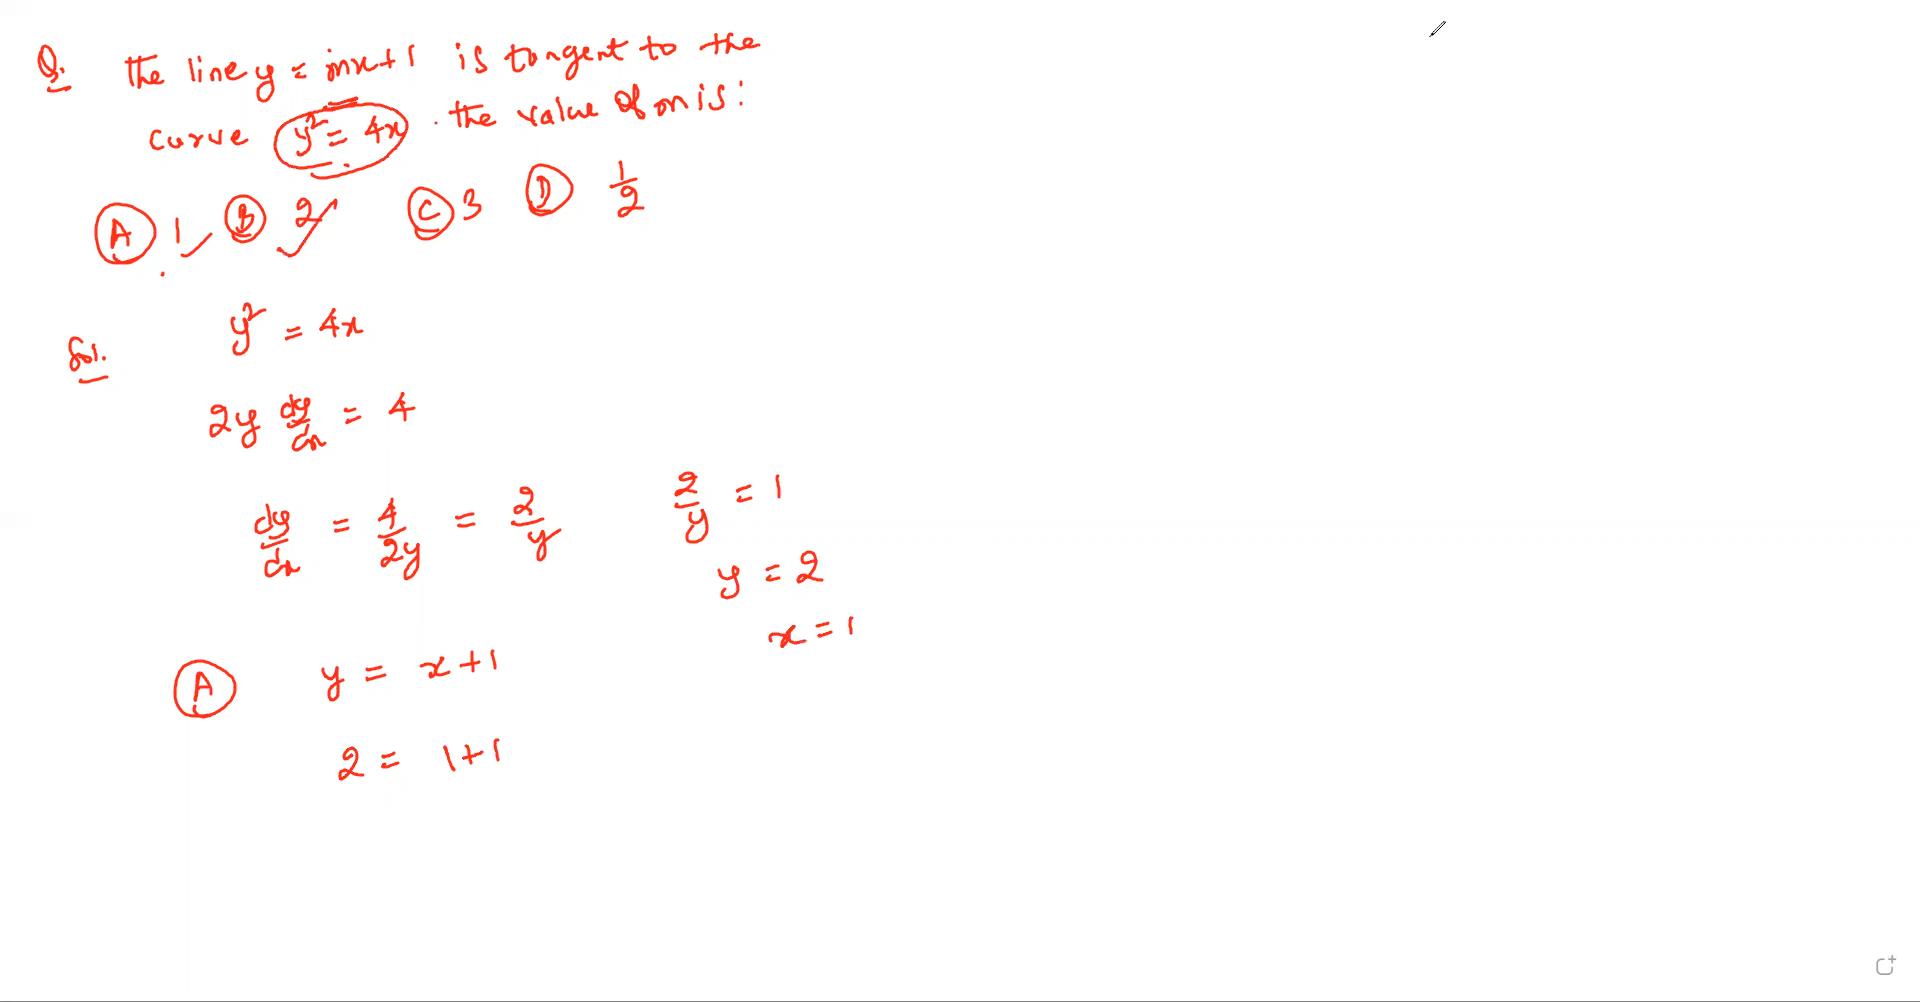 Q. The line y = mx+1 is tangent to the
curve y² = 4x. The value of m is:
(A) 1 (B) 2 (C) 3 (D) 1/2
Sol. y² = 4x
2y dy/dx = 4
dy/dx = 4/2y = 2/y
2/y = 1
y = 2
x = 1
(A) y = x+1
2 = 1+1